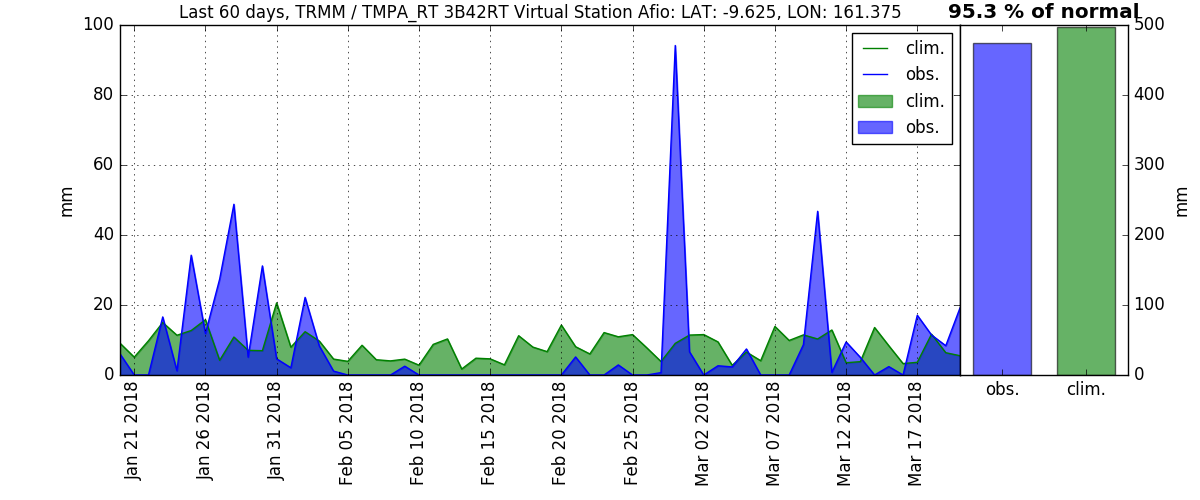 Last 60 days, TRMM / TMPA_RT 3B42RT Virtual Station Afio: LAT: -9.625, LON: 161.375
95.3 % of normal
100
80
60
40
20
0
mm
clim.
obs.
clim.
obs.
500
400
300
200
100
0
mm
obs.
clim.
Jan 21 2018
Jan 26 2018
Jan 31 2018
Feb 05 2018
Feb 10 2018
Feb 15 2018
Feb 20 2018
Feb 25 2018
Mar 02 2018
Mar 07 2018
Mar 12 2018
Mar 17 2018